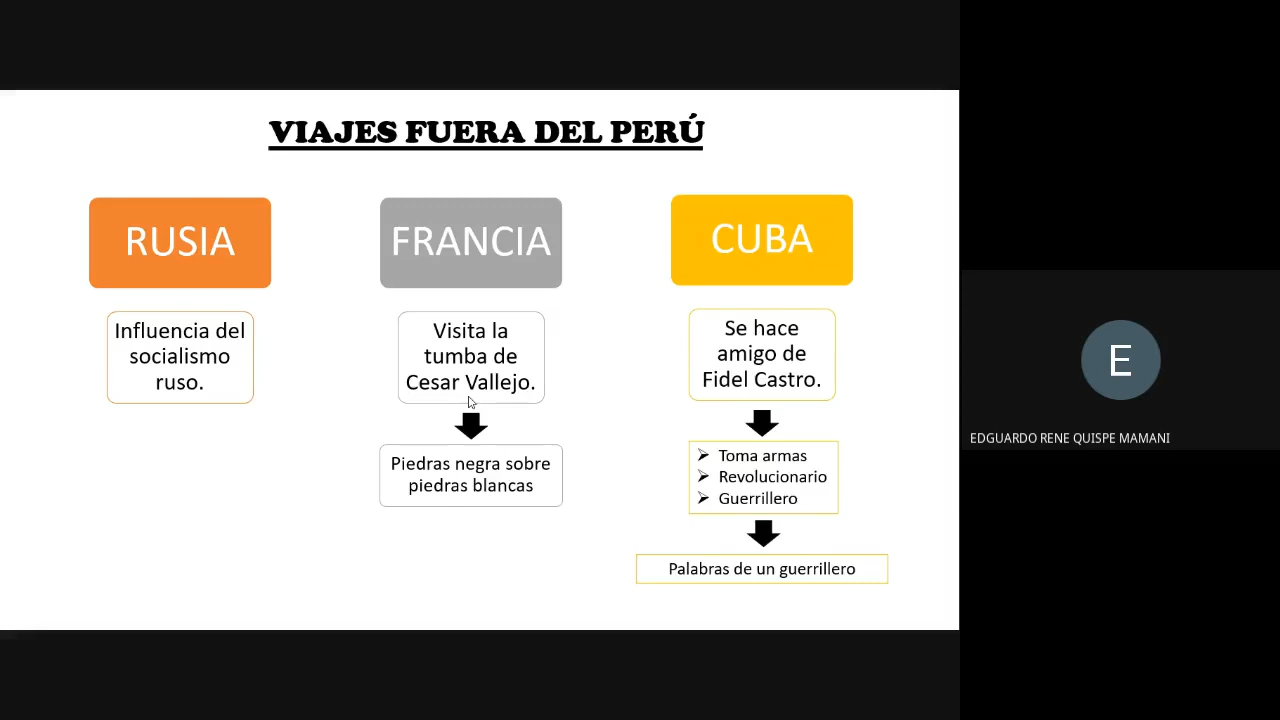 VIAJES FUERA DEL PERÚ
RUSIA
Influencia del
socialismo
ruso.
FRANCIA
Visita la
tumba de
Cesar Vallejo.
Piedras negra sobre
piedras blancas
CUBA
Se hace
amigo de
Fidel Castro.
Toma armas
Revolucionario
Guerrillero
Palabras de un guerrillero
E
EDGUARDO RENE QUISPE MAMANI